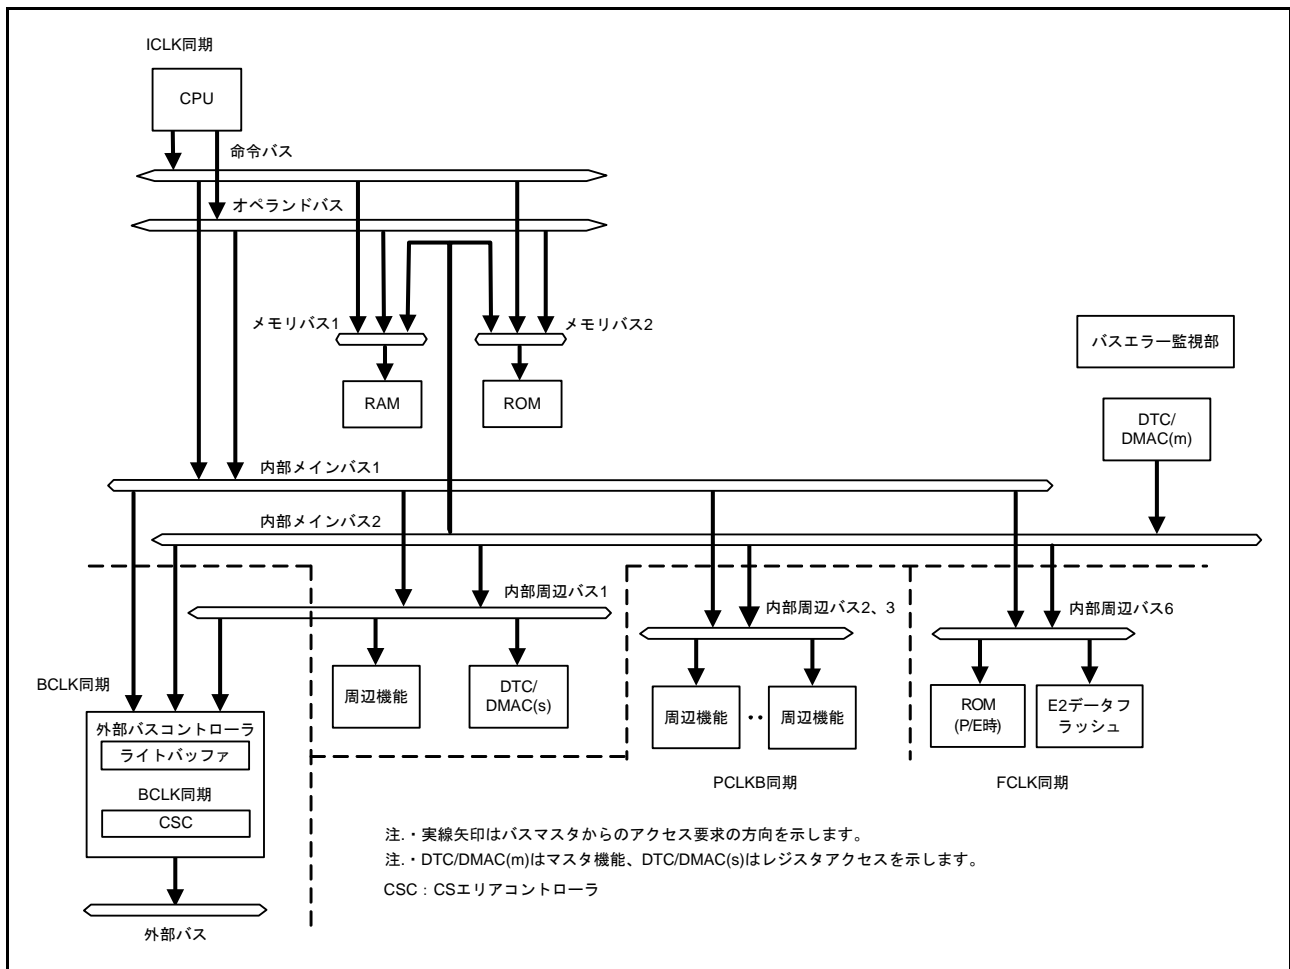 ICLK同期
CPU
命令バス
オペランドバス
メモリバス1
メモリバス2
RAM
ROM
バスエラー監視部
DTC/
DMAC(m)
内部メインバス1
内部メインバス2
内部周辺バス1
内部周辺バス2、3
内部周辺バス6
BCLK同期
周辺機能
DTC/
DMAC(s)
周辺機能
・・
周辺機能
ROM
(P/E時)
E2データフ
ラッシュ
外部バスコントローラ
ライトバッファ
BCLK同期
CSC
PCLKB同期
FCLK同期
注.・実線矢印はバスマスタからのアクセス要求の方向を示します。
注.・DTC/DMAC(m)はマスタ機能、DTC/DMAC(s)はレジスタアクセスを示します。
CSC：CSエリアコントローラ
外部バス